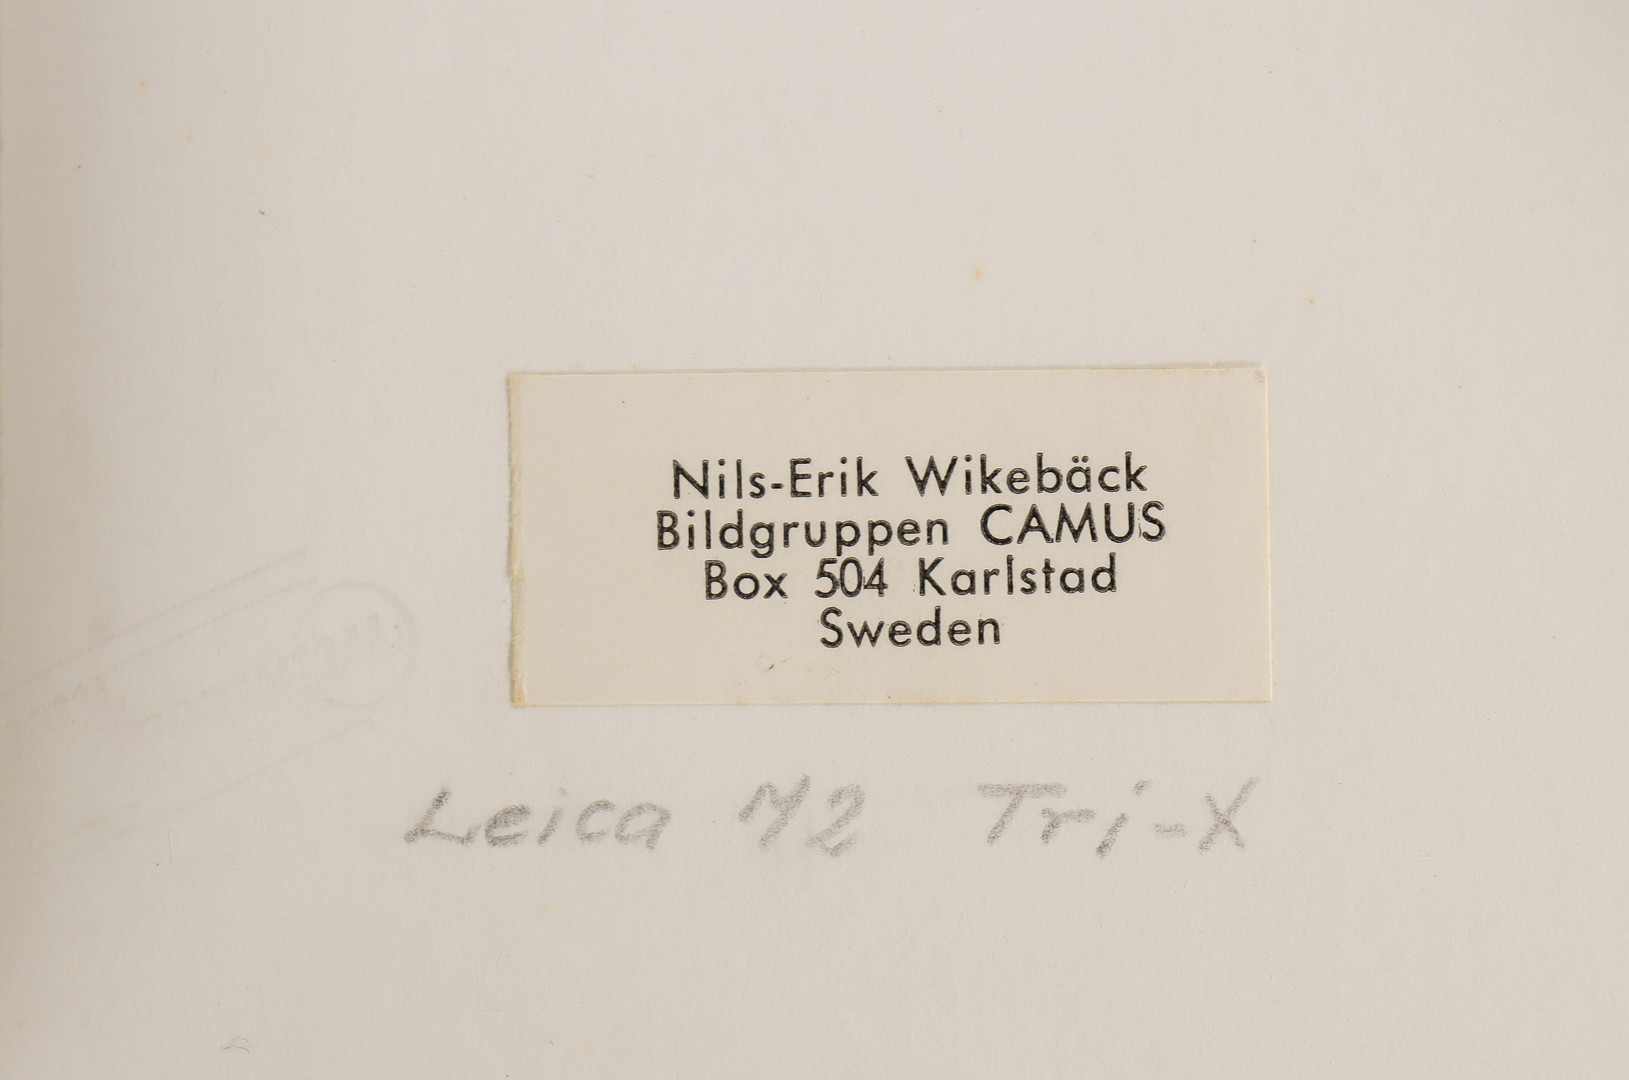 Nils-Erik Wikebäck
Bildgruppen CAMUS
Box 504 Karlstad
Sweden
Leica M2 Tri-X